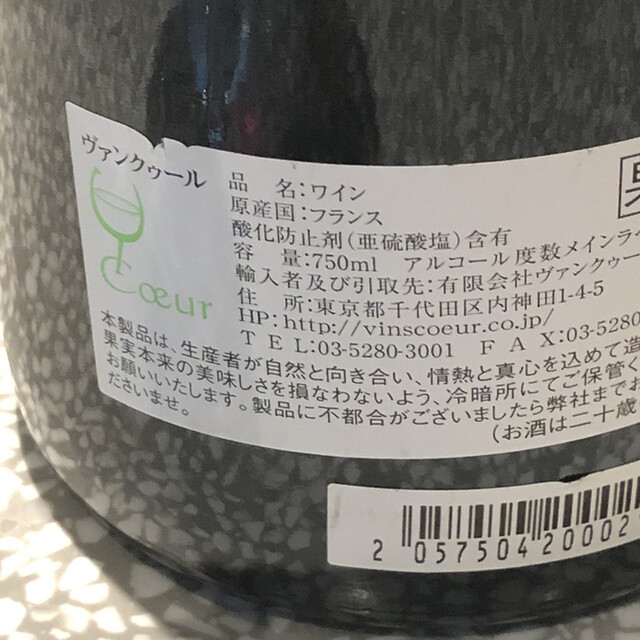 ヴァンクゥール
Coeur
品 名:ワイン
原産国:フランス
酸化防止剤(亜硫酸塩)含有
容 量:750ml アルコール度数メインラ
輸入者及び引取先:有限会社ヴァンクゥー
住 所:東京都千代田区内神田1-4-5
HP:http://vinscoeur.co.jp/
TEL:03-5280-3001 FAX:03-5280
本製品は、生産者が自然と向き合い、情熱と真心を込めて造
果実本来の美味しさを損なわないよう、冷暗所にてご保管く
お願いいたします。製品に不都合がございましたら弊社まで
ださいませ。
(お酒は二十歳
2 057504 20002